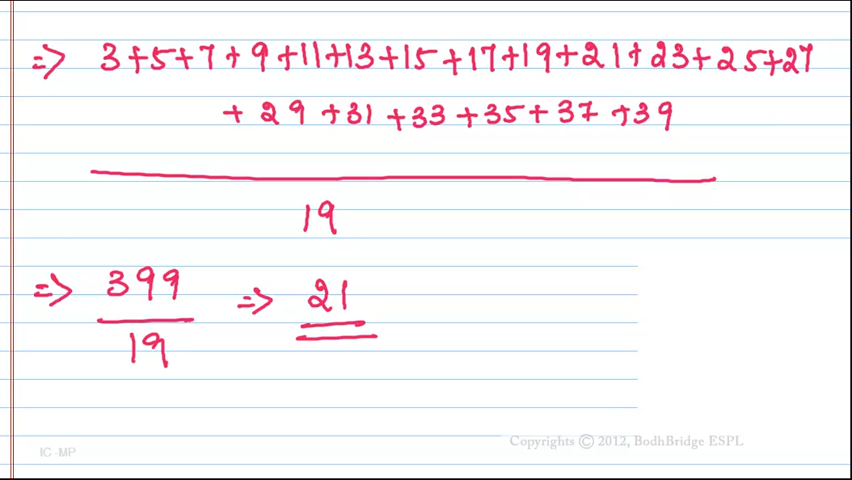 => 3+5+7+9+11+13+15+17+19+21+23+25+27
+29+31+33+35+37+39
19
=> 399 => 21
19
Copyrights © 2012, BodhBridge ESPL
IC -MP